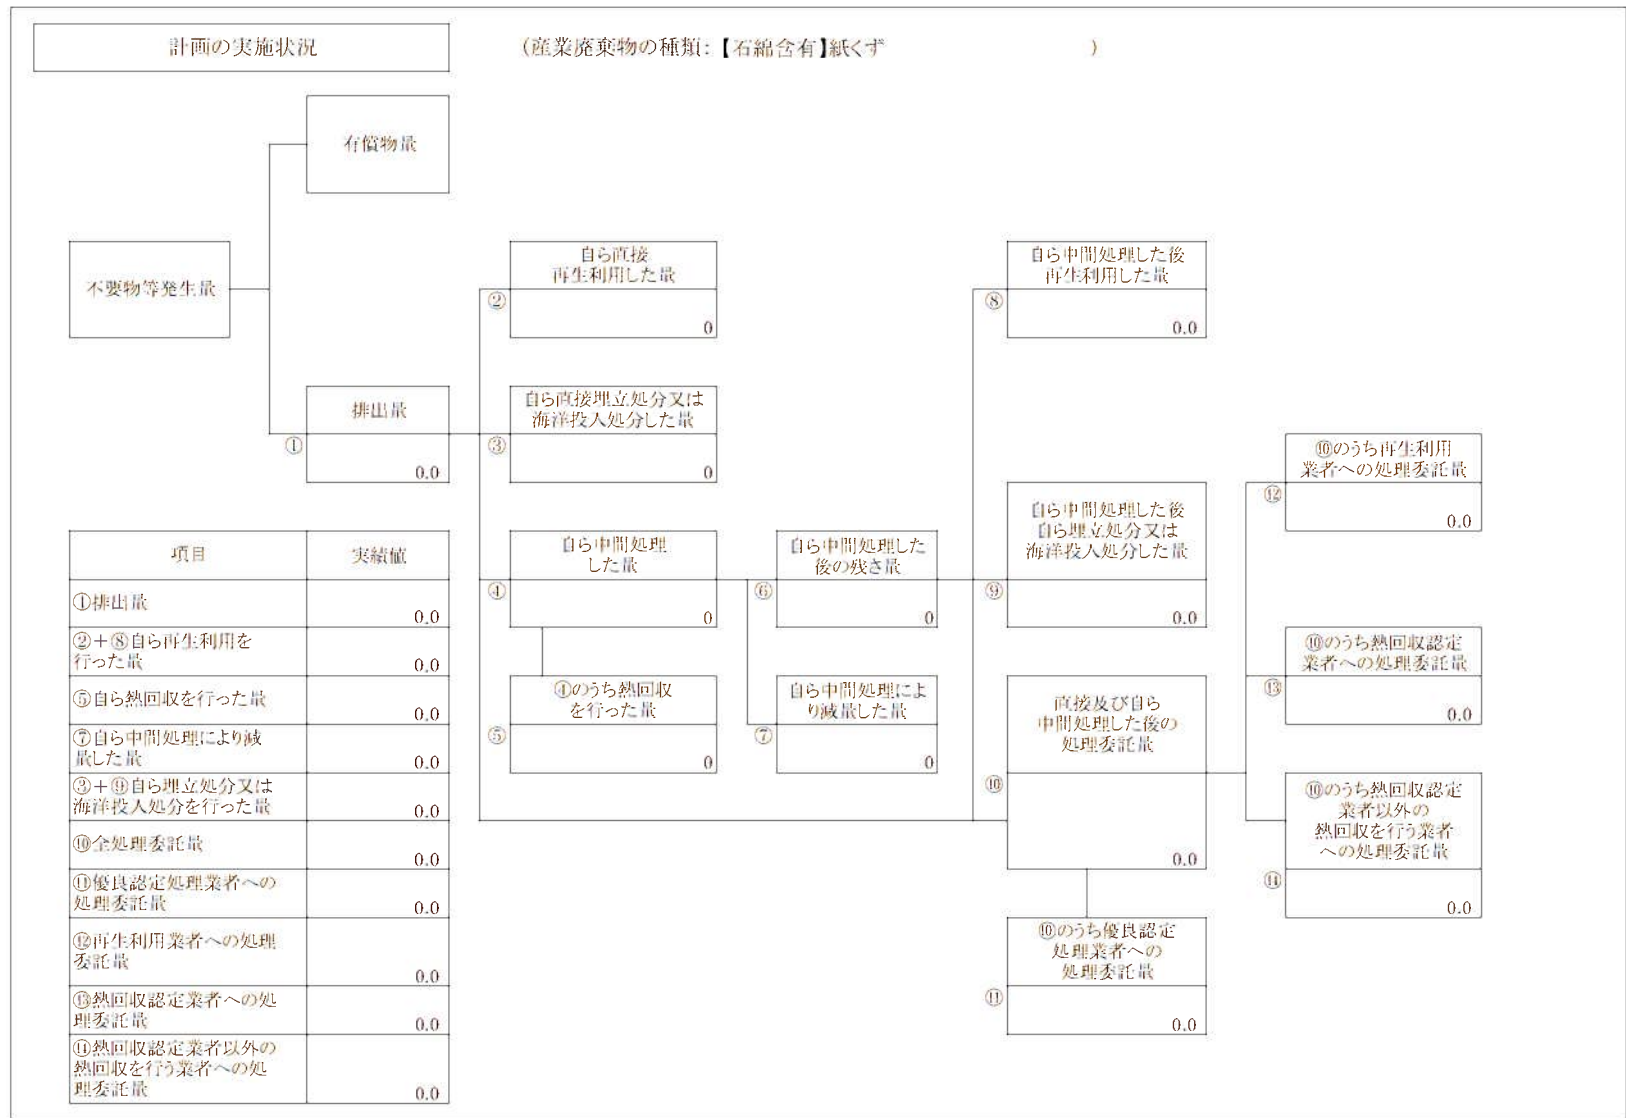 計画の実施状況
(産業廃棄物の種類:【石綿含有】紙くず )
有償物量
不要物等発生量
排出量
①
0.0
自ら直接
再生利用した量
②
0
自ら直接埋立処分又は
海洋投入処分した量
③
0
自ら中間処理
した量
④
0
④のうち熱回収
を行った量
⑤
0
自ら中間処理した
後の残さ量
⑥
0
自ら中間処理によ
り減量した量
⑦
0
自ら中間処理した後
再生利用した量
⑧
0.0
自ら中間処理した後
自ら埋立処分又は
海洋投入処分した量
⑨
0.0
直接及び自ら
中間処理した後の
処理委託量
⑩
0.0
⑩のうち優良認定
処理業者への
処理委託量
⑪
0.0
⑩のうち再生利用
業者への処理委託量
⑫
0.0
⑩のうち熱回収認定
業者への処理委託量
⑬
0.0
⑩のうち熱回収認定
業者以外の
熱回収を行う業者
への処理委託量
⑭
0.0
項目 実績値
①排出量
0.0
②+⑧自ら再生利用を
行った量
0.0
⑤自ら熱回収を行った量
0.0
⑦自ら中間処理により減
量した量
0.0
③+⑨自ら埋立処分又は
海洋投入処分を行った量
0.0
⑩全処理委託量
0.0
⑪優良認定処理業者への
処理委託量
0.0
⑫再生利用業者への処理
委託量
0.0
⑬熱回収認定業者への処
理委託量
0.0
⑭熱回収認定業者以外の
熱回収を行う業者への処
理委託量
0.0